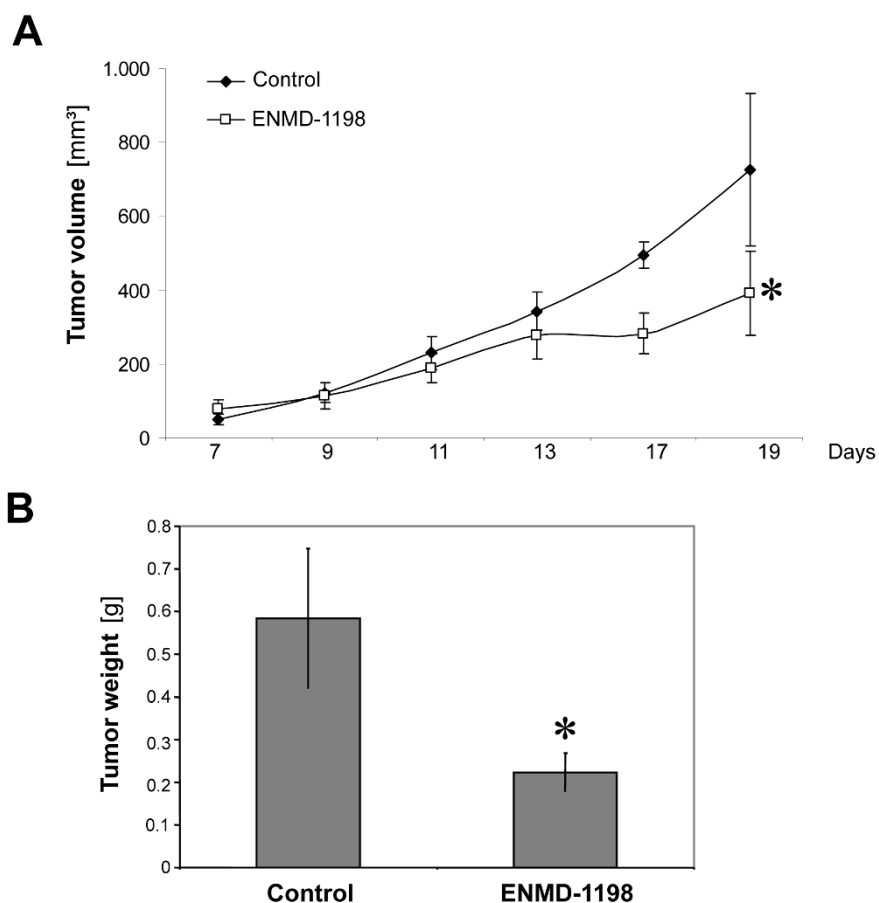 A
1.000
800
600
400
200
0
Tumor volume [mm³]
Control
ENMD-1198
*
7 9 11 13 17 19 Days
B
0.8
0.7
0.6
0.5
0.4
0.3
0.2
0.1
0
Tumor weight [g]
*
Control ENMD-1198